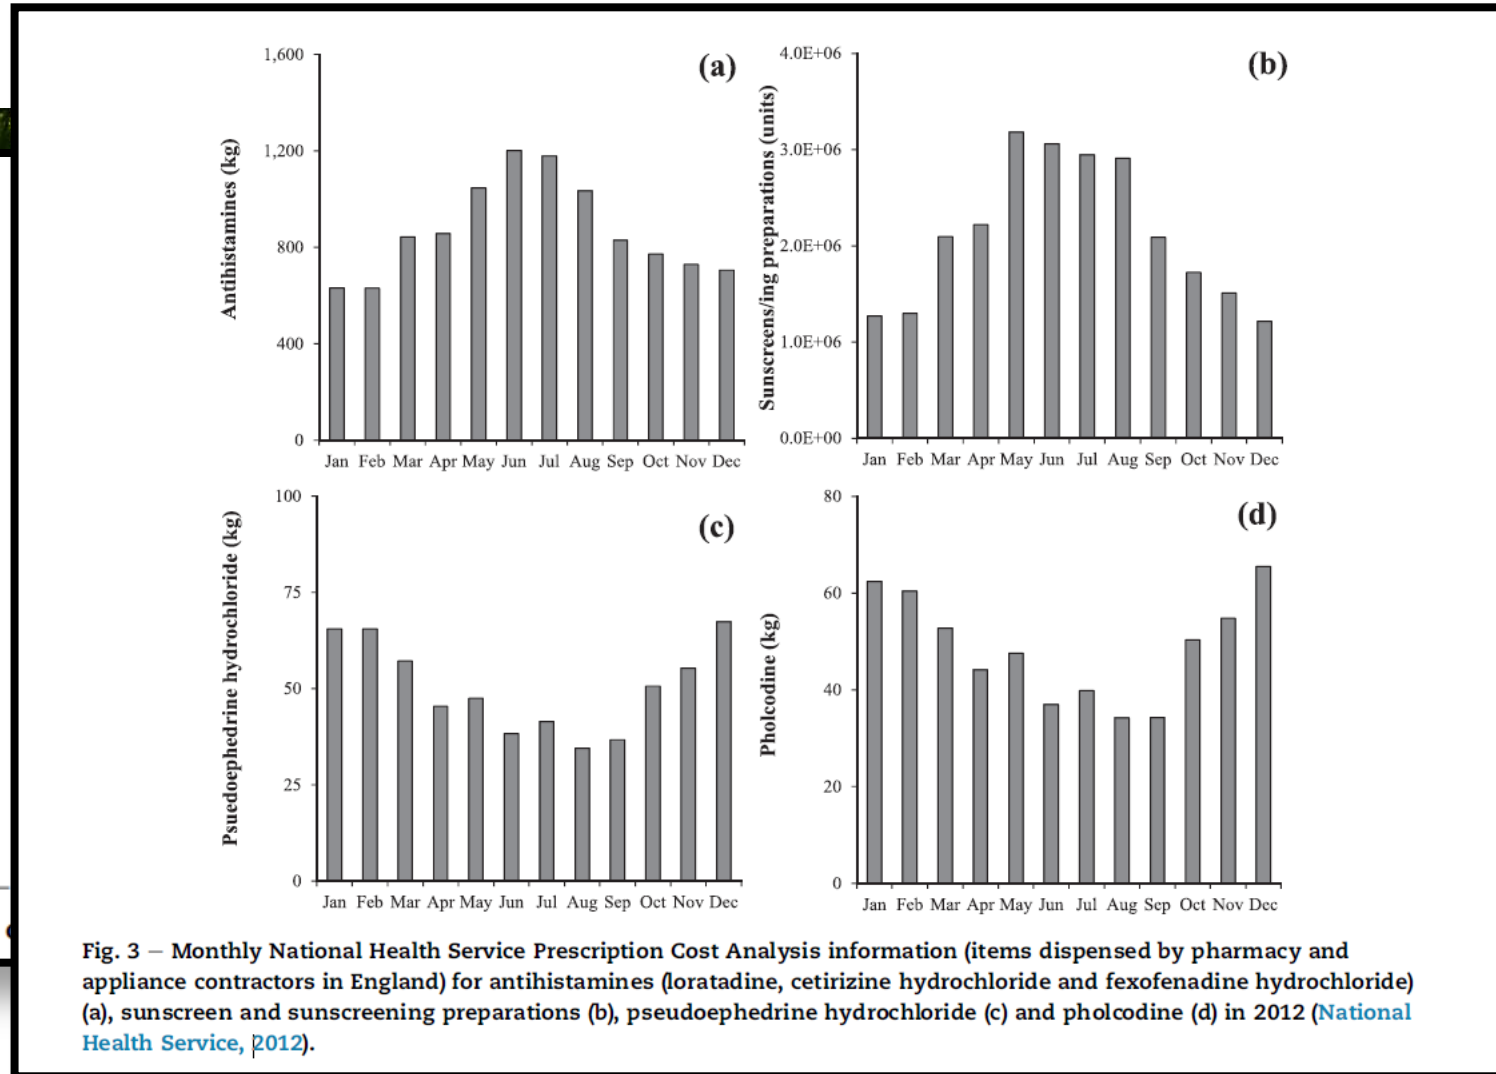 1,600
1,200
800
400
0
Antihistamines (kg)
(a)
Jan Feb Mar Apr May Jun Jul Aug Sep Oct Nov Dec
4.0E+06
3.0E+06
2.0E+06
1.0E+06
0.0E+00
Sunscreens/ing preparations (units)
(b)
Jan Feb Mar Apr May Jun Jul Aug Sep Oct Nov Dec
100
75
50
25
0
Psuedoephedrine hydrochloride (kg)
(c)
Jan Feb Mar Apr May Jun Jul Aug Sep Oct Nov Dec
80
60
40
20
0
Pholcodine (kg)
(d)
Jan Feb Mar Apr May Jun Jul Aug Sep Oct Nov Dec
Fig. 3 – Monthly National Health Service Prescription Cost Analysis information (items dispensed by pharmacy and
appliance contractors in England) for antihistamines (loratadine, cetirizine hydrochloride and fexofenadine hydrochloride)
(a), sunscreen and sunscreening preparations (b), pseudoephedrine hydrochloride (c) and pholcodine (d) in 2012 (National
Health Service, 2012).